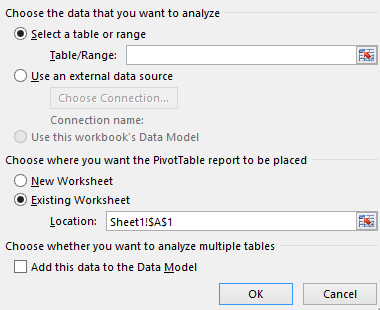 Choose the data that you want to analyze
Select a table or range
Table/Range:
Use an external data source
Choose Connection...
Connection name:
Use this workbook's Data Model
Choose where you want the PivotTable report to be placed
New Worksheet
Existing Worksheet
Location: Sheet1!$A$1
Choose whether you want to analyze multiple tables
Add this data to the Data Model
OK Cancel